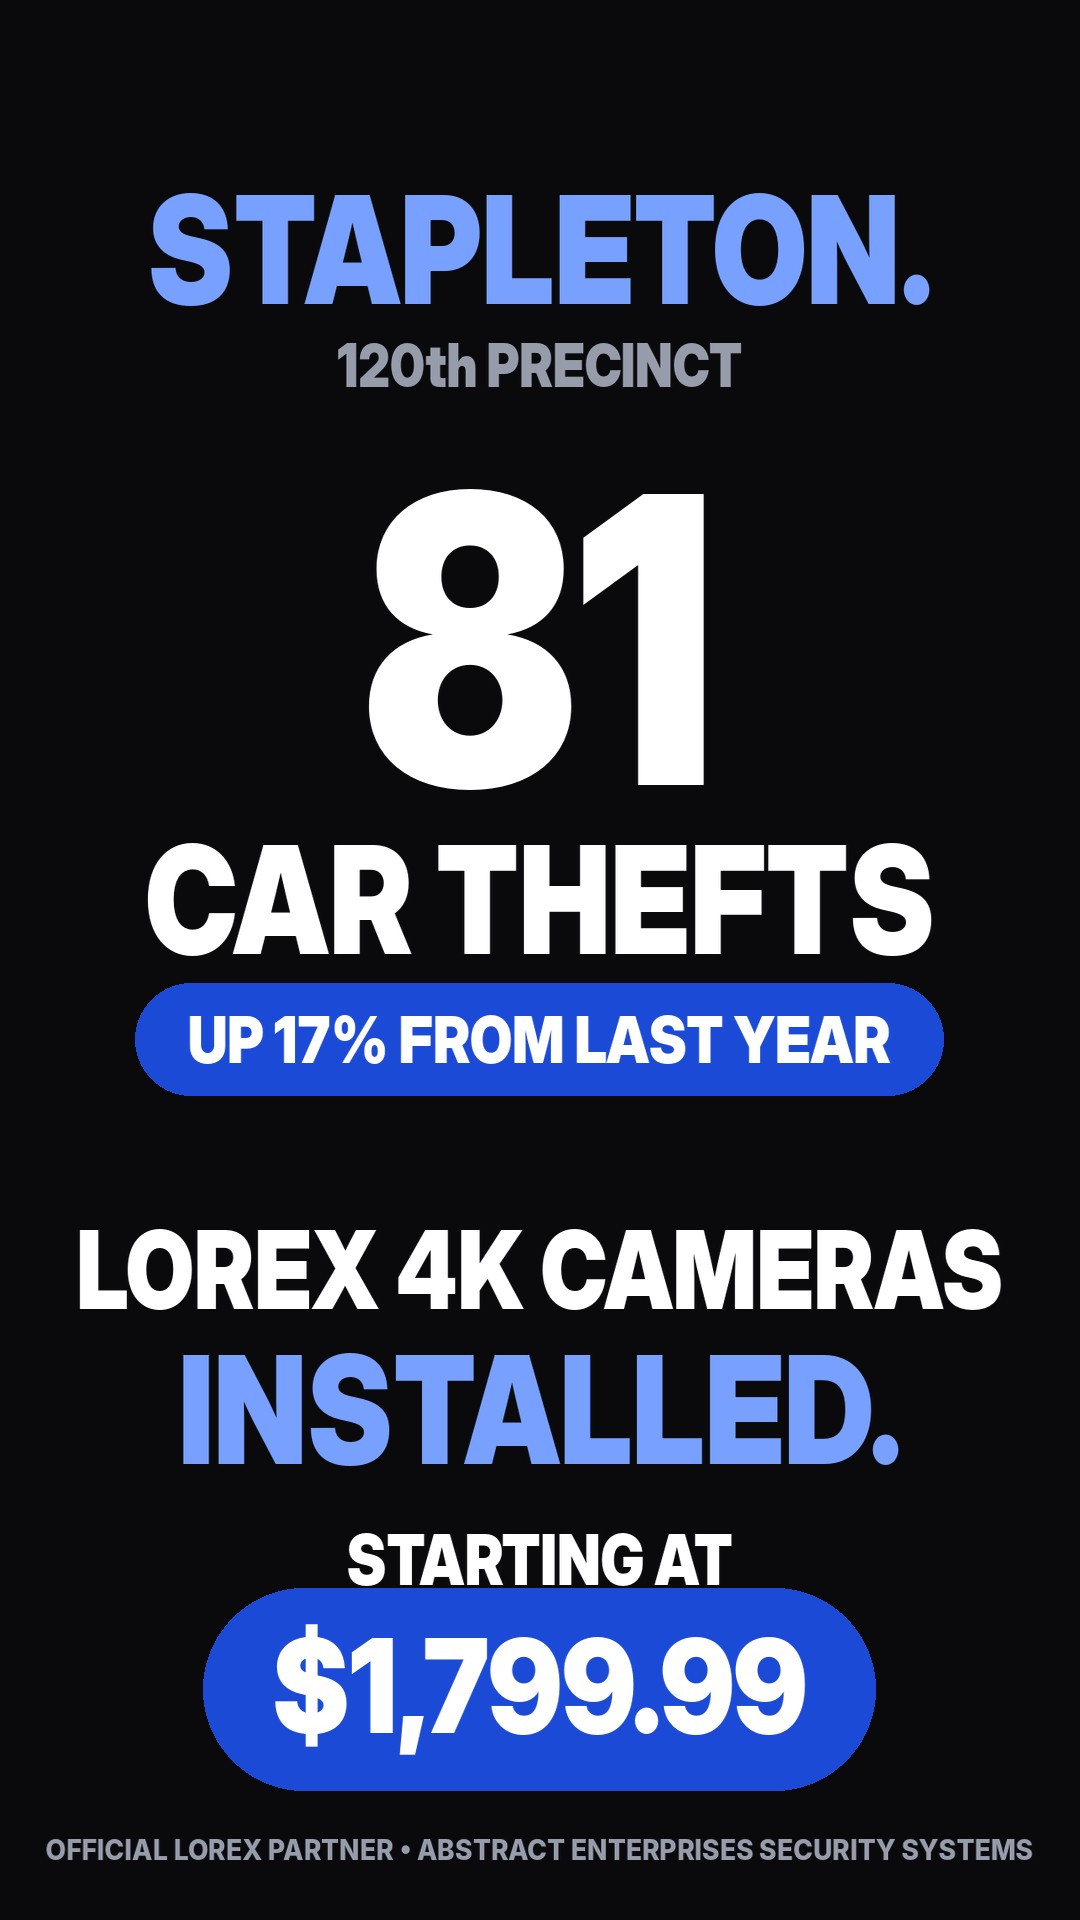 STAPLETON.
120th PRECINCT
81
CAR THEFTS
UP 17% FROM LAST YEAR
LOREX 4K CAMERAS
INSTALLED.
STARTING AT
$1,799.99
OFFICIAL LOREX PARTNER • ABSTRACT ENTERPRISES SECURITY SYSTEMS